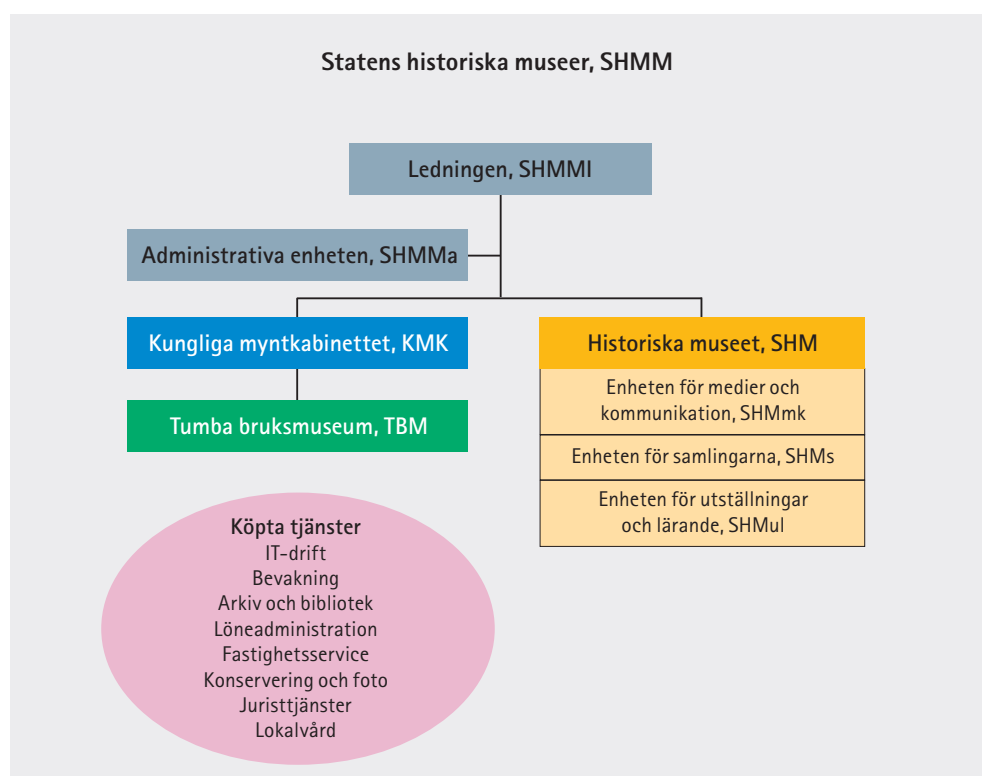 Statens historiska museer, SHMM
Ledningen, SHMMl
Administrativa enheten, SHMMa
Kungliga myntkabinettet, KMK
Tumba bruksmuseum, TBM
Historiska museet, SHM
Enheten för medier och
kommunikation, SHMmk
Enheten för samlingarna, SHMs
Enheten för utställningar
och lärande, SHMul
Köpta tjänster
IT-drift
Bevakning
Arkiv och bibliotek
Löneadministration
Fastighetsservice
Konservering och foto
Juristtjänster
Lokalvård